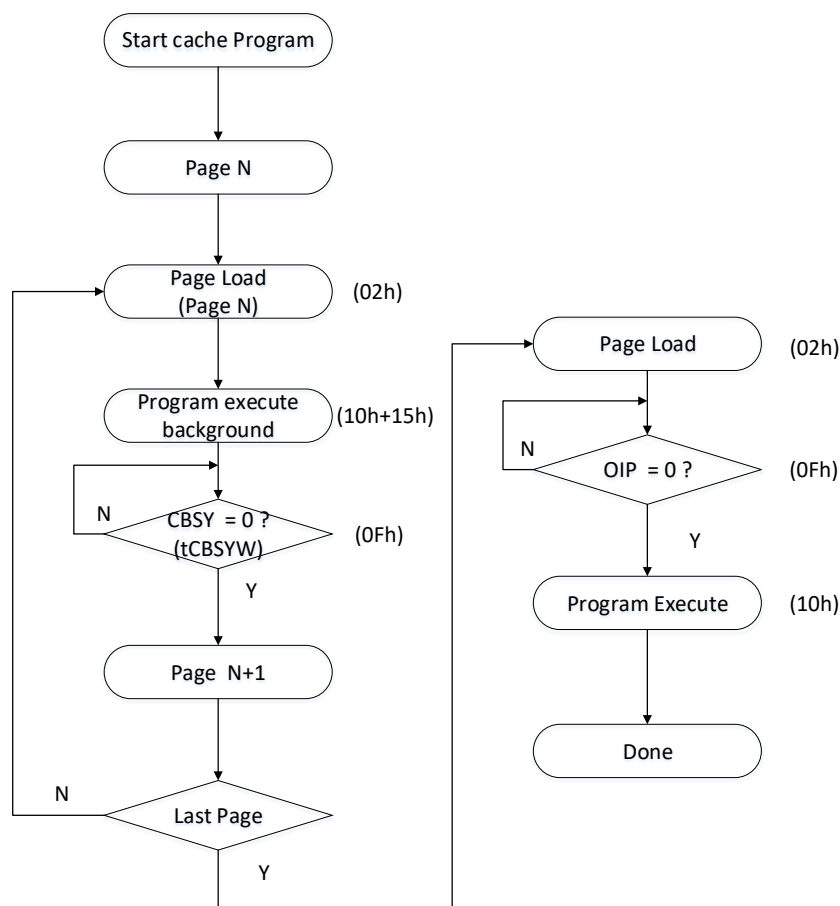 Start cache Program
Page N
Page Load
(Page N)
(02h)
Program execute
background
(10h+15h)
N
CBSY = 0 ?
(tCBSYW)
(0Fh)
Y
Page N+1
N
Last Page
Y
Page Load
(02h)
N
OIP = 0 ?
(0Fh)
Y
Program Execute
(10h)
Done